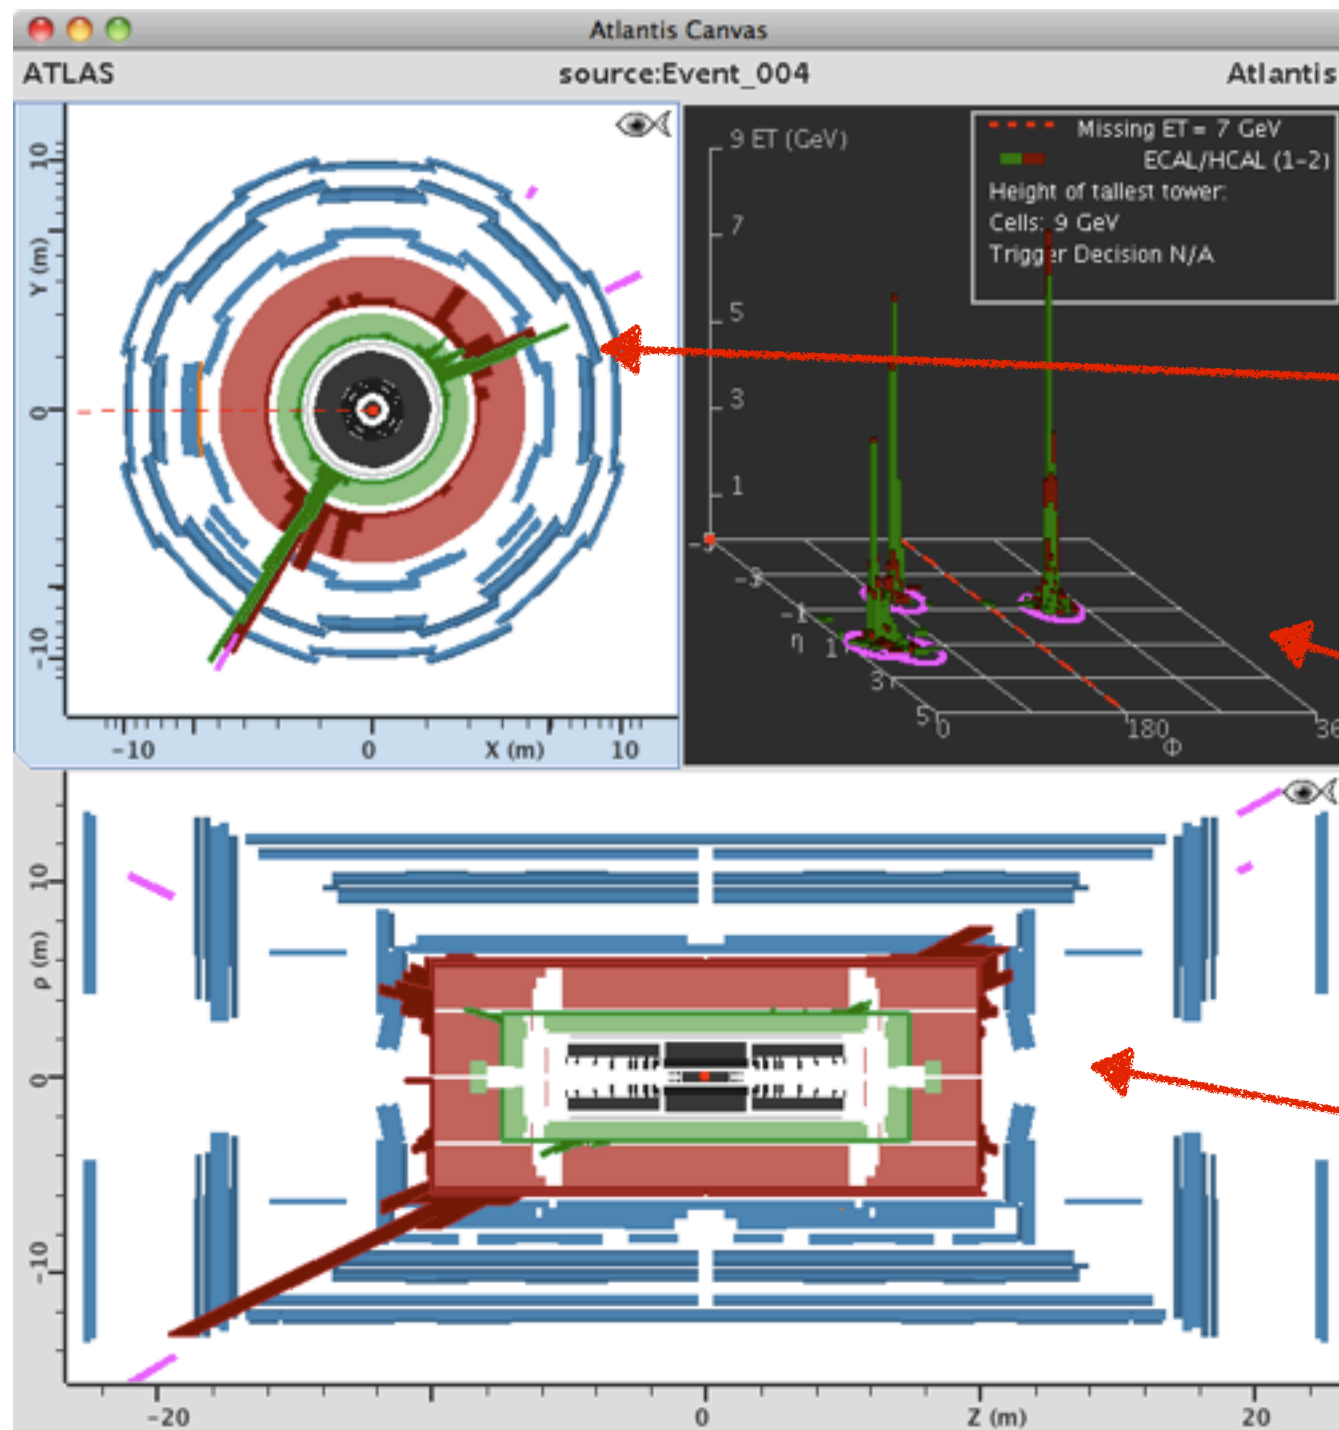 Atlantis Canvas
ATLAS source:Event_004 Atlantis
10
Y (m)
0
-10
-10 0 X (m) 10
9 ET (GeV)
7
5
3
1
Missing ET = 7 GeV
ECAL/HCAL (1-2)
Height of tallest tower:
Cells: 9 GeV
Trigger Decision N/A
-3
-1
η 1
3
5 0 180 36
Φ
10
ρ (m)
0
-10
-20 0 Z (m) 20